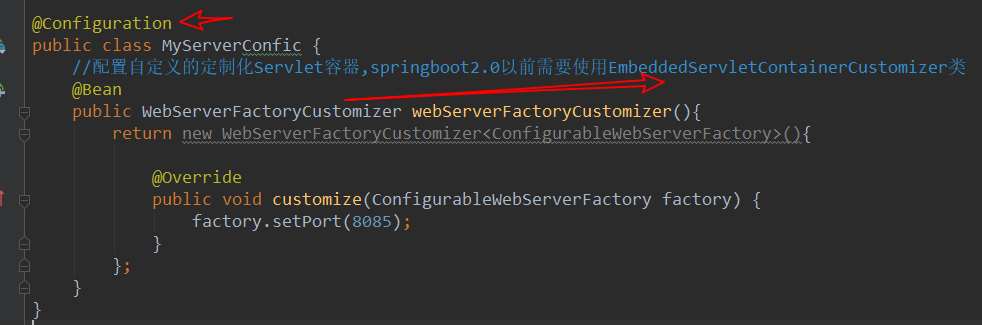 @Configuration
public class MyServerConfic {
//配置自定义的定制化Servlet容器,springboot2.0以前需要使用EmbeddedServletContainerCustomizer类
@Bean
public WebServerFactoryCustomizer webServerFactoryCustomizer(){
return new WebServerFactoryCustomizer<ConfigurableWebServerFactory>(){
@Override
public void customize(ConfigurableWebServerFactory factory) {
factory.setPort(8085);
}
};
}
}